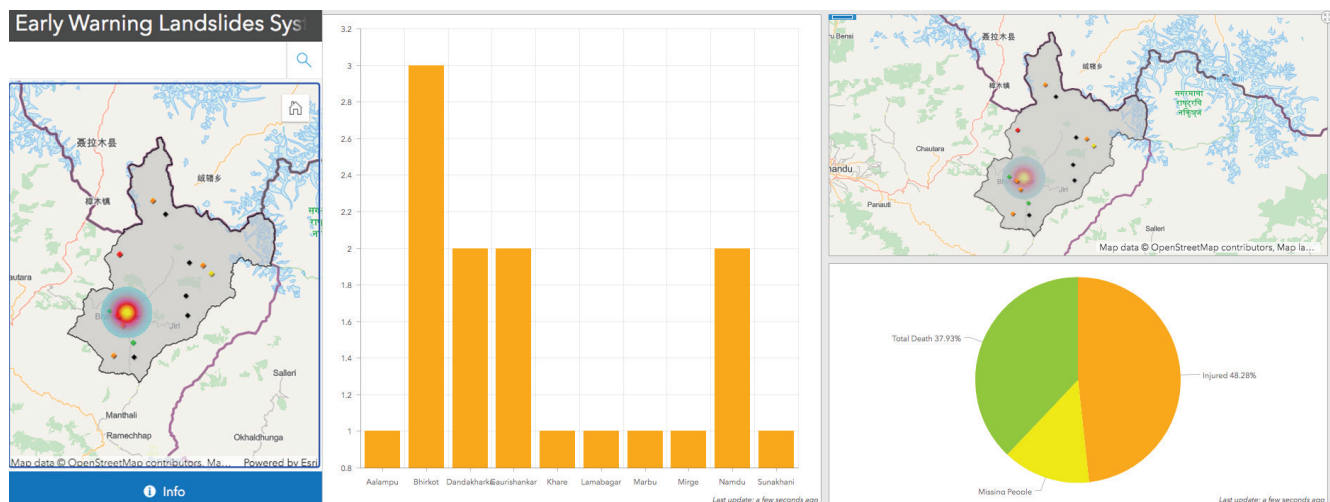 Early Warning Landslides Sys
聂拉木县
绒辖乡
樟木镇
autara
Jiri
Salleri
Manthali
Ramechhap
Okhaldhunga
Map data © OpenStreetMap contributors, Ma...
Powered by Esri
Info
3.2
3
2.8
2.6
2.4
2.2
2
1.8
1.6
1.4
1.2
1
0.8
Aalampu
Bhirkot
Dandakharka
Gaurishankar
Khare
Lamabagar
Marbu
Mirge
Namdu
Sunakhani
Last update: a few seconds ago
ru Bensi
聂拉木县
绒辖乡
樟木镇
Chautara
nandu
Panauti
Jiri
Salleri
Map data © OpenStreetMap contributors, Map la...
Total Death 37.93%
Injured 48.28%
Missing People
Last update: a few seconds ago